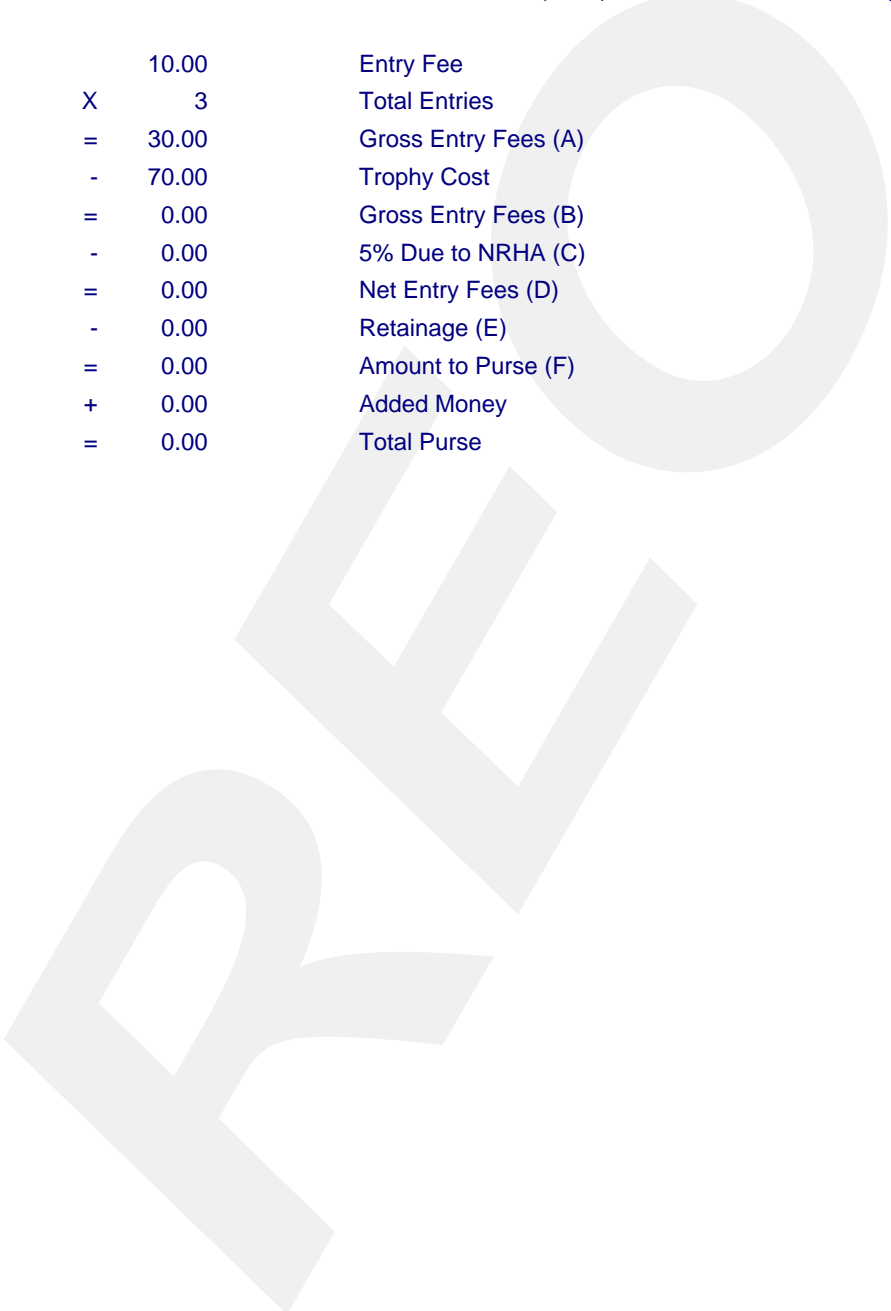 10.00 Entry Fee
X 3 Total Entries
= 30.00 Gross Entry Fees (A)
- 70.00 Trophy Cost
= 0.00 Gross Entry Fees (B)
- 0.00 5% Due to NRHA (C)
= 0.00 Net Entry Fees (D)
- 0.00 Retainage (E)
= 0.00 Amount to Purse (F)
+ 0.00 Added Money
= 0.00 Total Purse
REO